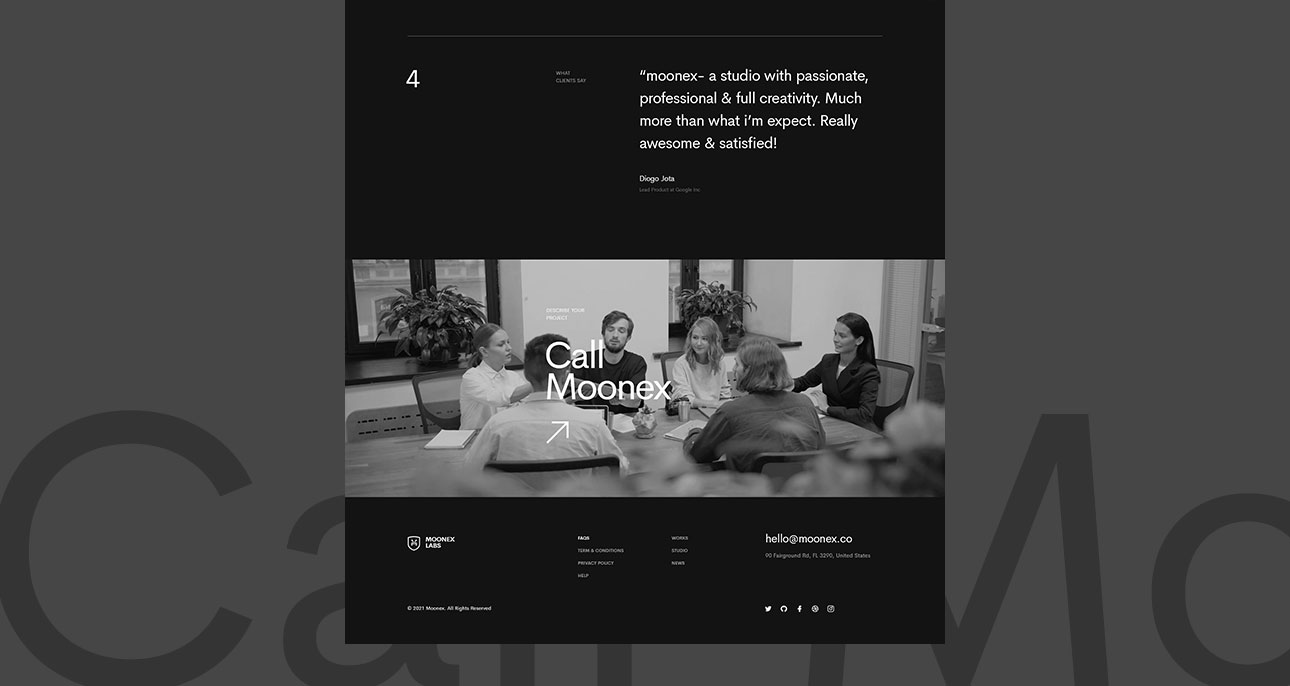 4
WHAT
CLIENTS SAY
“moonex- a studio with passionate,
professional & full creativity. Much
more than what i’m expect. Really
awesome & satisfied!
Diogo Jota
Lead Product at Google Inc
DESCRIBE YOUR
PROJECT
Call
Moonex
MOONEX
LABS
FAQS
TERM & CONDITIONS
PRIVACY POLICY
HELP
WORKS
STUDIO
NEWS
hello@moonex.co
90 Fairground Rd, FL 3290, United States
© 2021 Moonex. All Rights Reserved
Call Mo